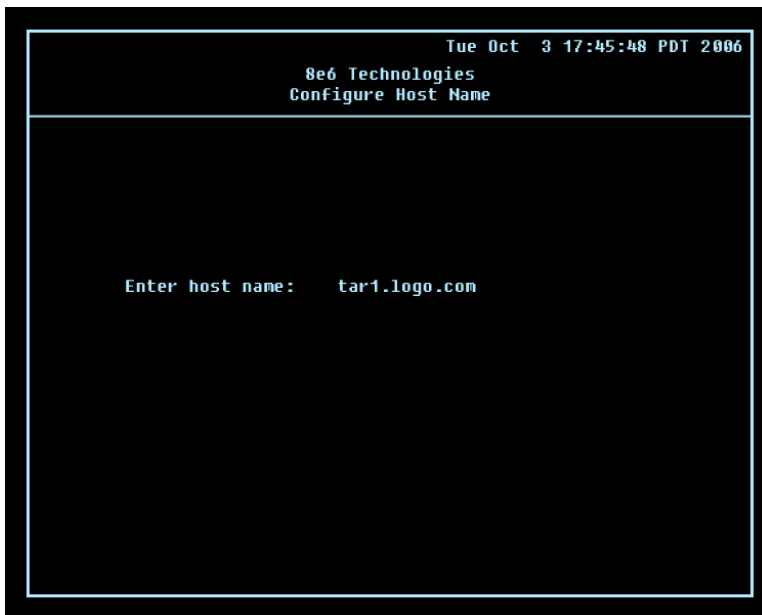 Tue Oct  3 17:45:48 PDT 2006
8e6 Technologies
Configure Host Name
Enter host name:    tar1.logo.com